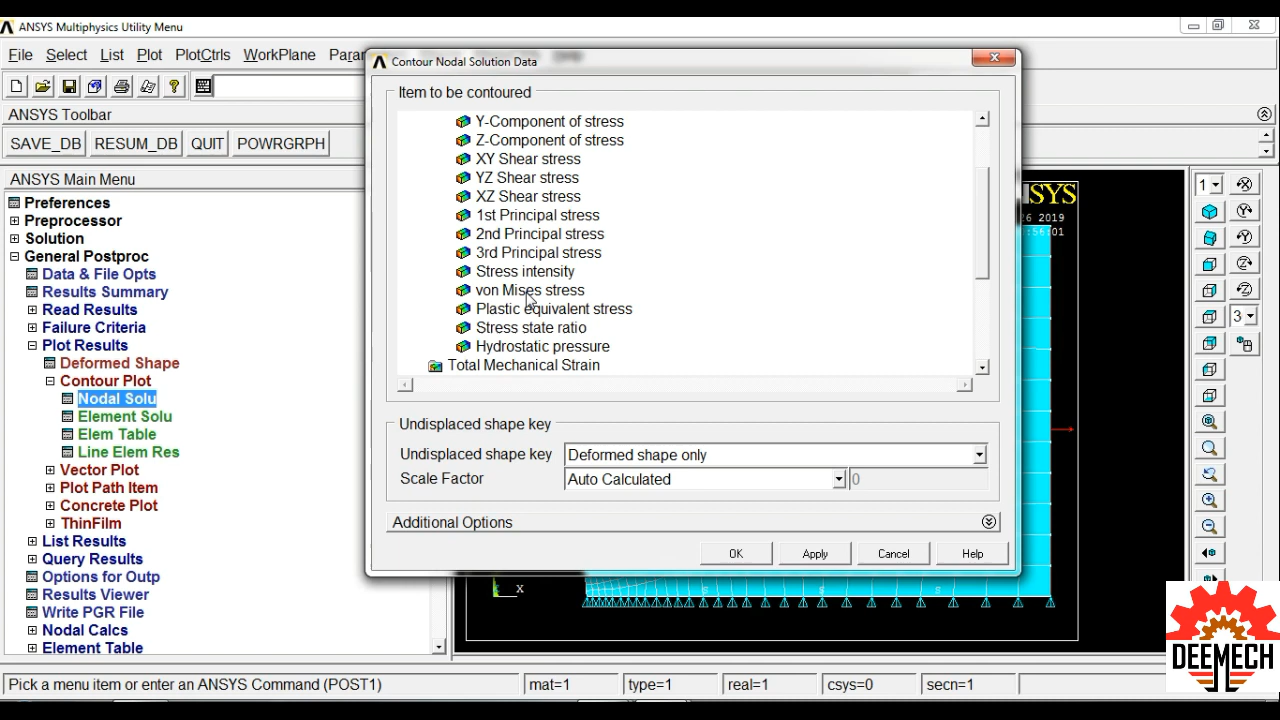 ANSYS Multiphysics Utility Menu
File Select List Plot PlotCtrls WorkPlane
ANSYS Toolbar
SAVE_DB RESUM_DB QUIT POWRGRPH
ANSYS Main Menu
Preferences
Preprocessor
Solution
General Postproc
Data & File Opts
Results Summary
Read Results
Failure Criteria
Plot Results
Deformed Shape
Contour Plot
Nodal Solu
Element Solu
Elem Table
Line Elem Res
Vector Plot
Plot Path Item
Concrete Plot
ThinFilm
List Results
Query Results
Options for Outp
Results Viewer
Write PGR File
Nodal Calcs
Element Table
Contour Nodal Solution Data
Item to be contoured
Y-Component of stress
Z-Component of stress
XY Shear stress
YZ Shear stress
XZ Shear stress
1st Principal stress
2nd Principal stress
3rd Principal stress
Stress intensity
von Mises stress
Plastic equivalent stress
Stress state ratio
Hydrostatic pressure
Total Mechanical Strain
Undisplaced shape key
Undisplaced shape key Deformed shape only
Scale Factor Auto Calculated 0
Additional Options
OK Apply Cancel Help
SYS
26 2019
:56:01
1
3
X
S S S
DEEMECH
Pick a menu item or enter an ANSYS Command (POST1) mat=1 type=1 real=1 csys=0 secn=1